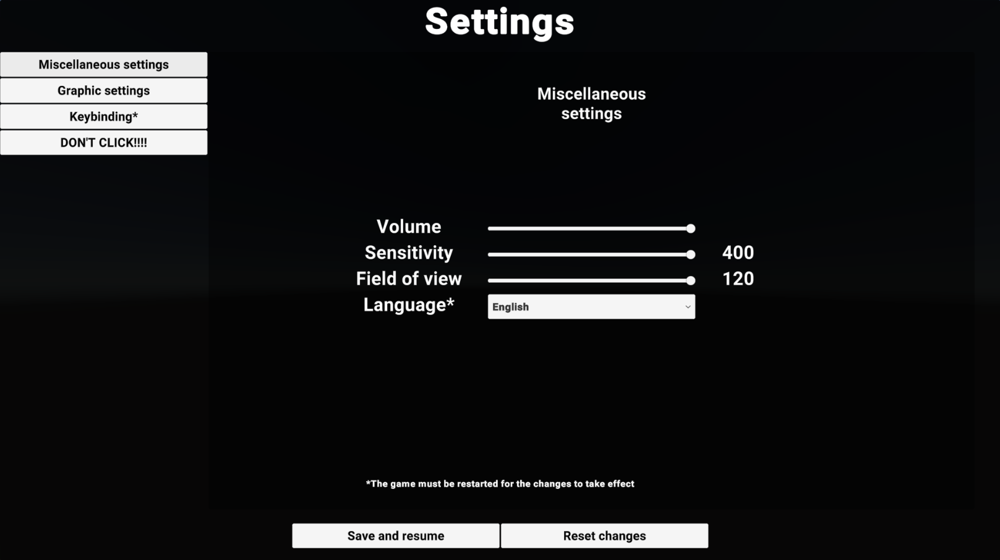 Settings
Miscellaneous settings
Graphic settings
Keybinding*
DON'T CLICK!!!!
Miscellaneous
settings
Volume
Sensitivity 400
Field of view 120
Language* English
*The game must be restarted for the changes to take effect
Save and resume
Reset changes